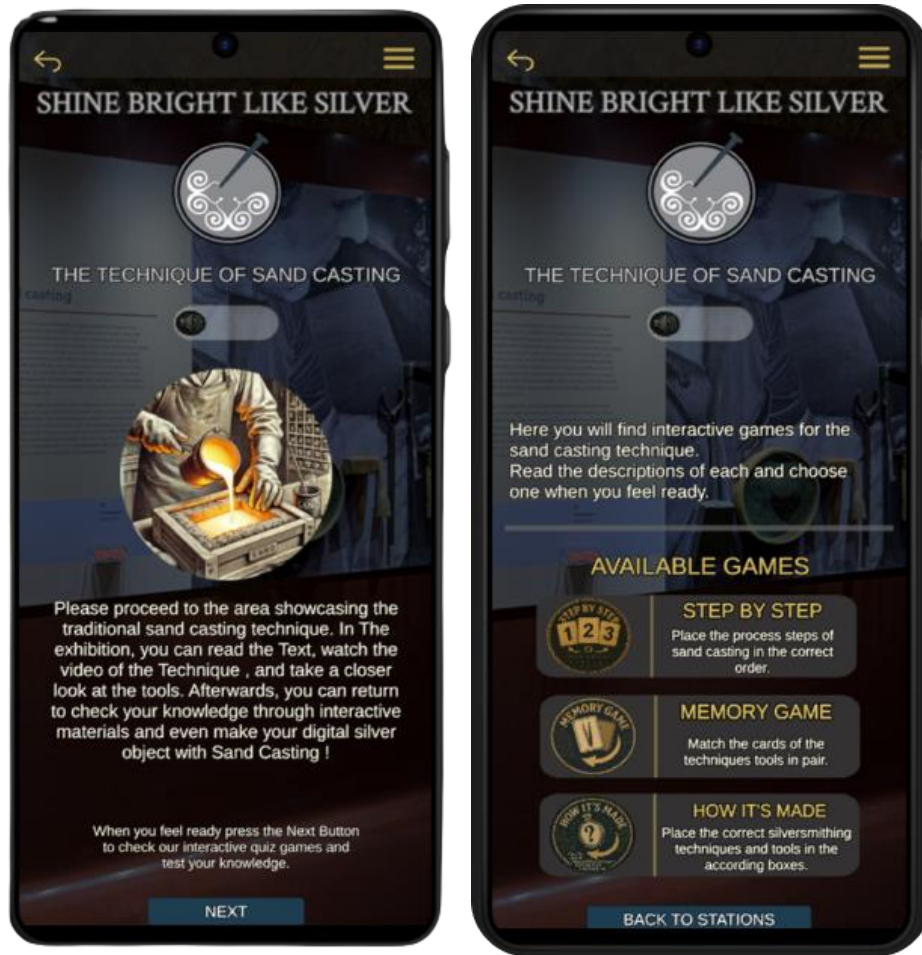 SHINE BRIGHT LIKE SILVER
THE TECHNIQUE OF SAND CASTING
casting
SAND
Please proceed to the area showcasing the
traditional sand casting technique. In The
exhibition, you can read the Text, watch the
video of the Technique , and take a closer
look at the tools. Afterwards, you can return
to check your knowledge through interactive
materials and even make your digital silver
object with Sand Casting !
When you feel ready press the Next Button
to check our interactive quiz games and
test your knowledge.
NEXT
SHINE BRIGHT LIKE SILVER
THE TECHNIQUE OF SAND CASTING
casting
Here you will find interactive games for the
sand casting technique.
Read the descriptions of each and choose
one when you feel ready.
AVAILABLE GAMES
STEP BY STEP
1 2 3
STEP BY STEP
Place the process steps of
sand casting in the correct
order.
MEMORY GAME
MEMORY GAME
Match the cards of the
techniques tools in pair.
HOW IT'S MADE
?
HOW IT'S MADE
Place the correct silversmithing
techniques and tools in the
according boxes.
BACK TO STATIONS